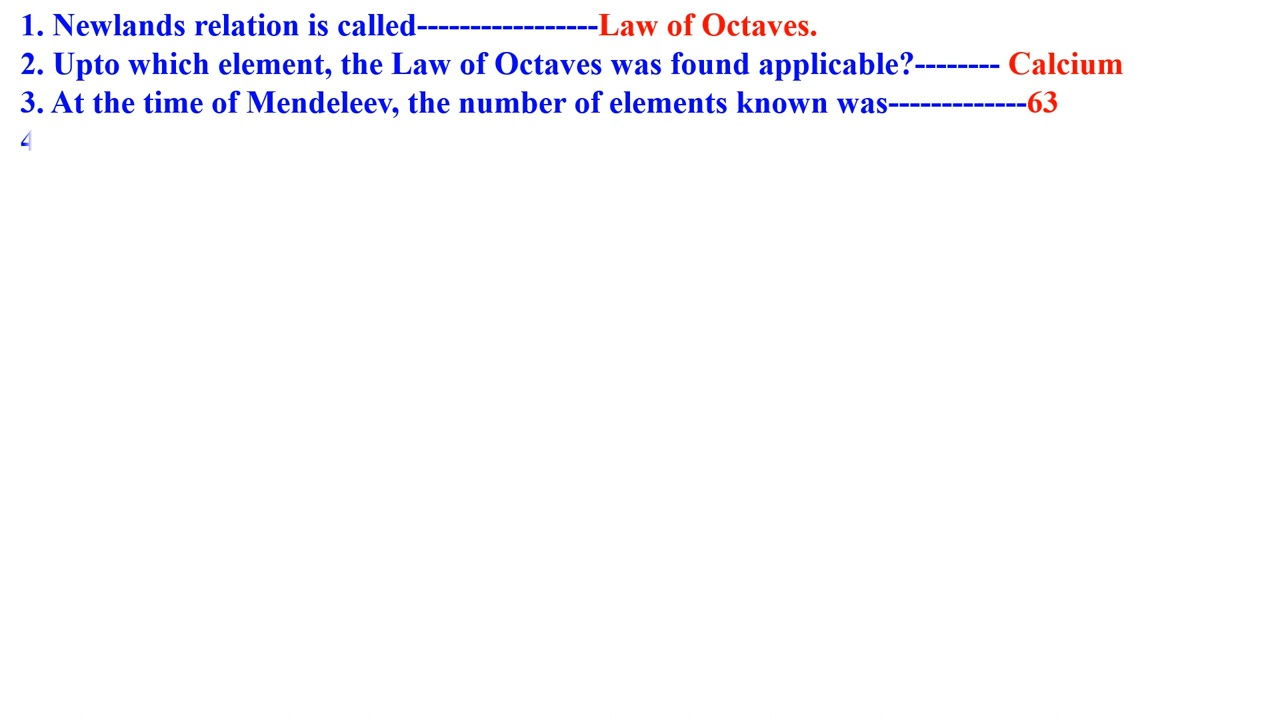 1. Newlands relation is called-----------------Law of Octaves.
2. Upto which element, the Law of Octaves was found applicable?-------- Calcium
3. At the time of Mendeleev, the number of elements known was-------------63
4